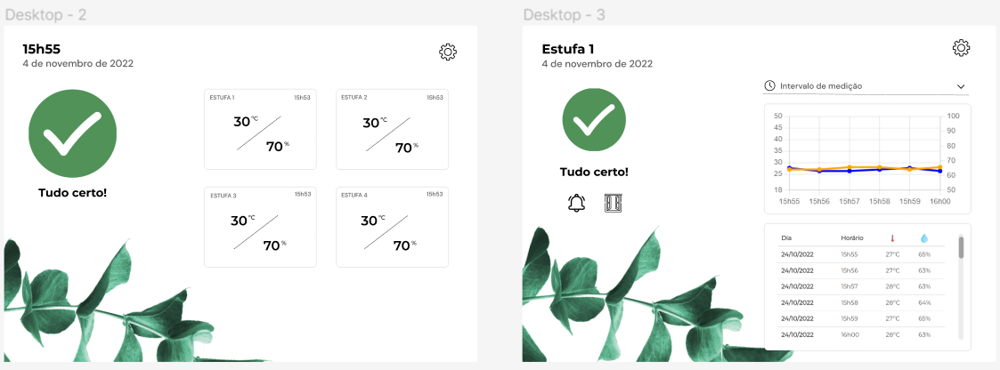 Desktop - 2
15h55
4 de novembro de 2022
Tudo certo!
ESTUFA 1 15h53
30 °C
70 %
ESTUFA 2 15h53
30 °C
70 %
ESTUFA 3 15h53
30 °C
70 %
ESTUFA 4 15h53
30 °C
70 %
Desktop - 3
Estufa 1
4 de novembro de 2022
Tudo certo!
Intervalo de medição
50 100
45 90
40 80
35
30 70
25 60
18 50
15h55 15h56 15h57 15h58 15h59 16h00
Dia Horário
24/10/2022 15h55 27°C 65%
24/10/2022 15h56 27°C 63%
24/10/2022 15h57 28°C 63%
24/10/2022 15h58 28°C 64%
24/10/2022 15h59 27°C 65%
24/10/2022 16h00 28°C 63%